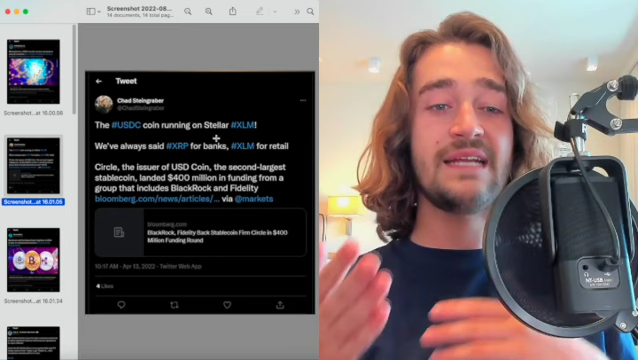 Screenshot 2022-08...
14 documents, 14 total pag...
Screenshot...at 16.00.06
Tweet
Chad Steingraber
@ChadSteingraber
The #USDC coin running on Stellar #XLM!
We've always said #XRP for banks, #XLM for retail
Circle, the issuer of USD Coin, the second-largest
stablecoin, landed $400 million in funding from a
group that includes BlackRock and Fidelity
bloomberg.com/news/articles/... via @markets
Screenshot...at 16.01.05
bloomberg.com
BlackRock, Fidelity Back Stablecoin Firm Circle in $400
Million Funding Round
10:17 AM · Apr 13, 2022 · Twitter Web App
4 Likes
Screenshot...at 16.01.34
NT-USB